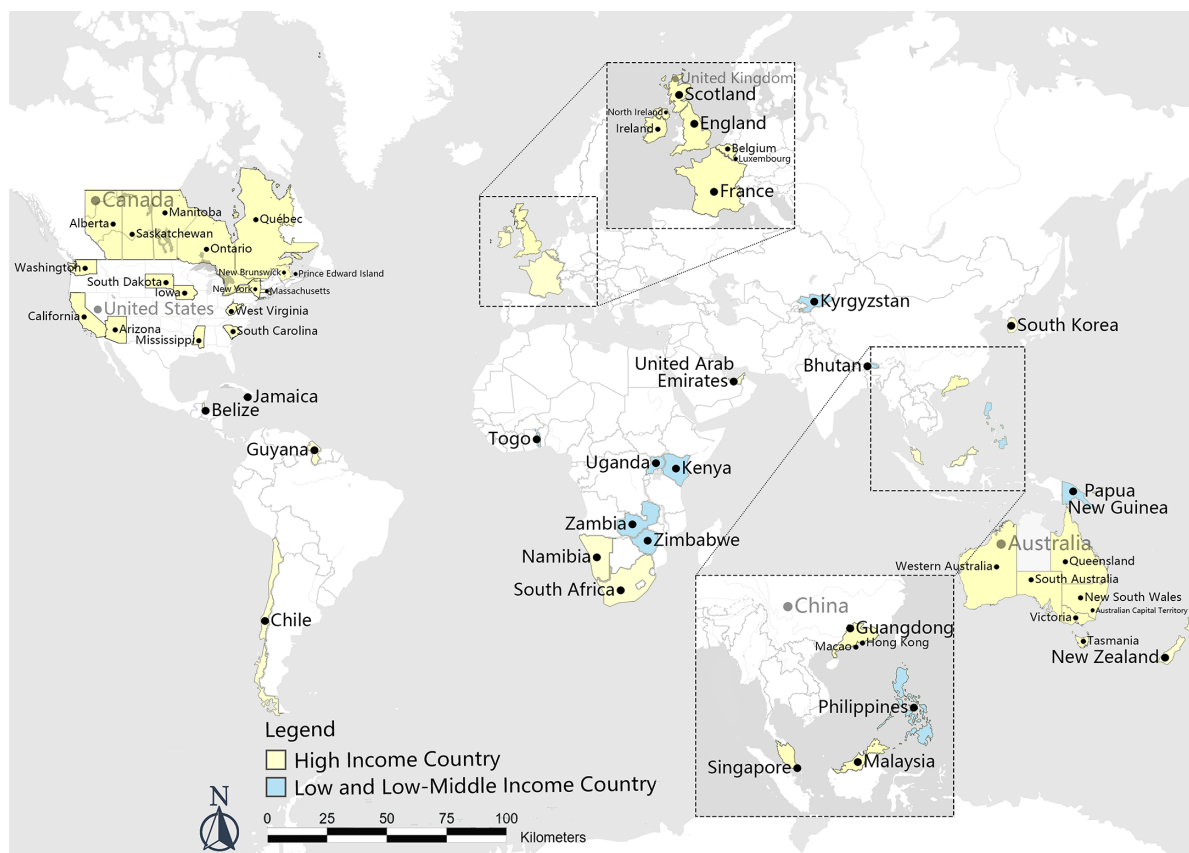 United Kingdom
Scotland
North Ireland
England
Ireland
Belgium
Luxembourg
France
Canada
Manitoba
Québec
Alberta
Saskatchewan
Ontario
Washington
New Brunswick
Prince Edward Island
South Dakota
Iowa
New York
Massachusetts
United States
West Virginia
California
Arizona
South Carolina
Mississippi
Kyrgyzstan
South Korea
United Arab
Emirates
Bhutan
Jamaica
Belize
Guyana
Togo
Uganda
Kenya
Zambia
Zimbabwe
Namibia
South Africa
Papua
New Guinea
Australia
Western Australia
Queensland
South Australia
New South Wales
Australian Capital Territory
Victoria
Tasmania
New Zealand
Chile
China
Guangdong
Macao
Hong Kong
Philippines
Singapore
Malaysia
Legend
High Income Country
Low and Low-Middle Income Country
N
0 25 50 75 100
Kilometers